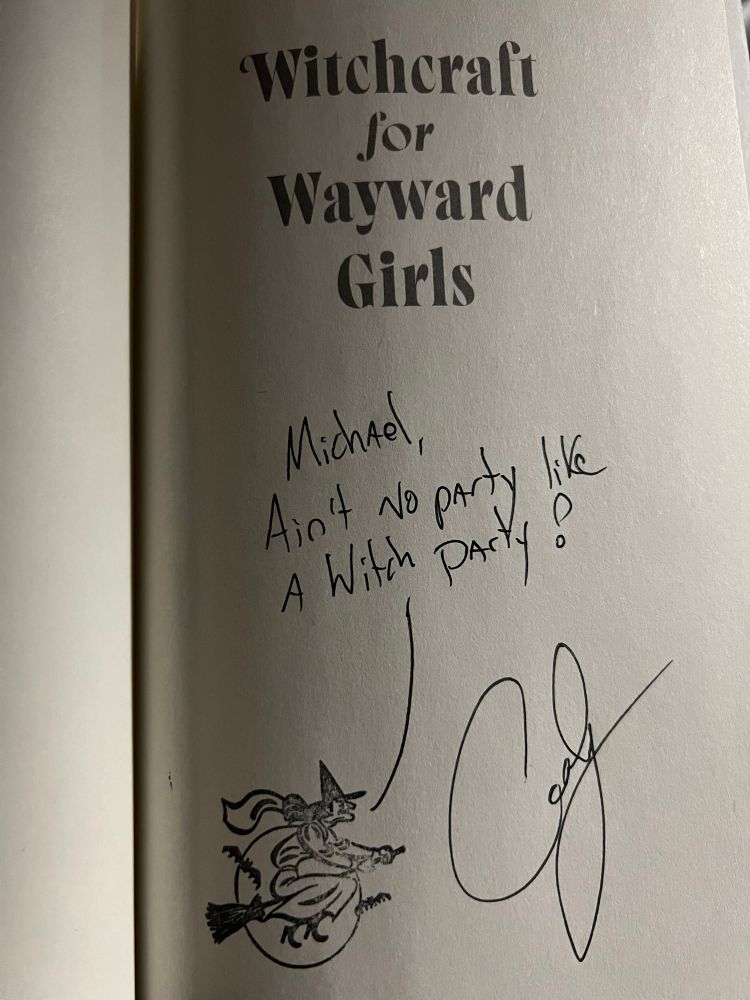 Witchcraft
for
Wayward
Girls
Michael,
Ain't No party like
A Witch party!